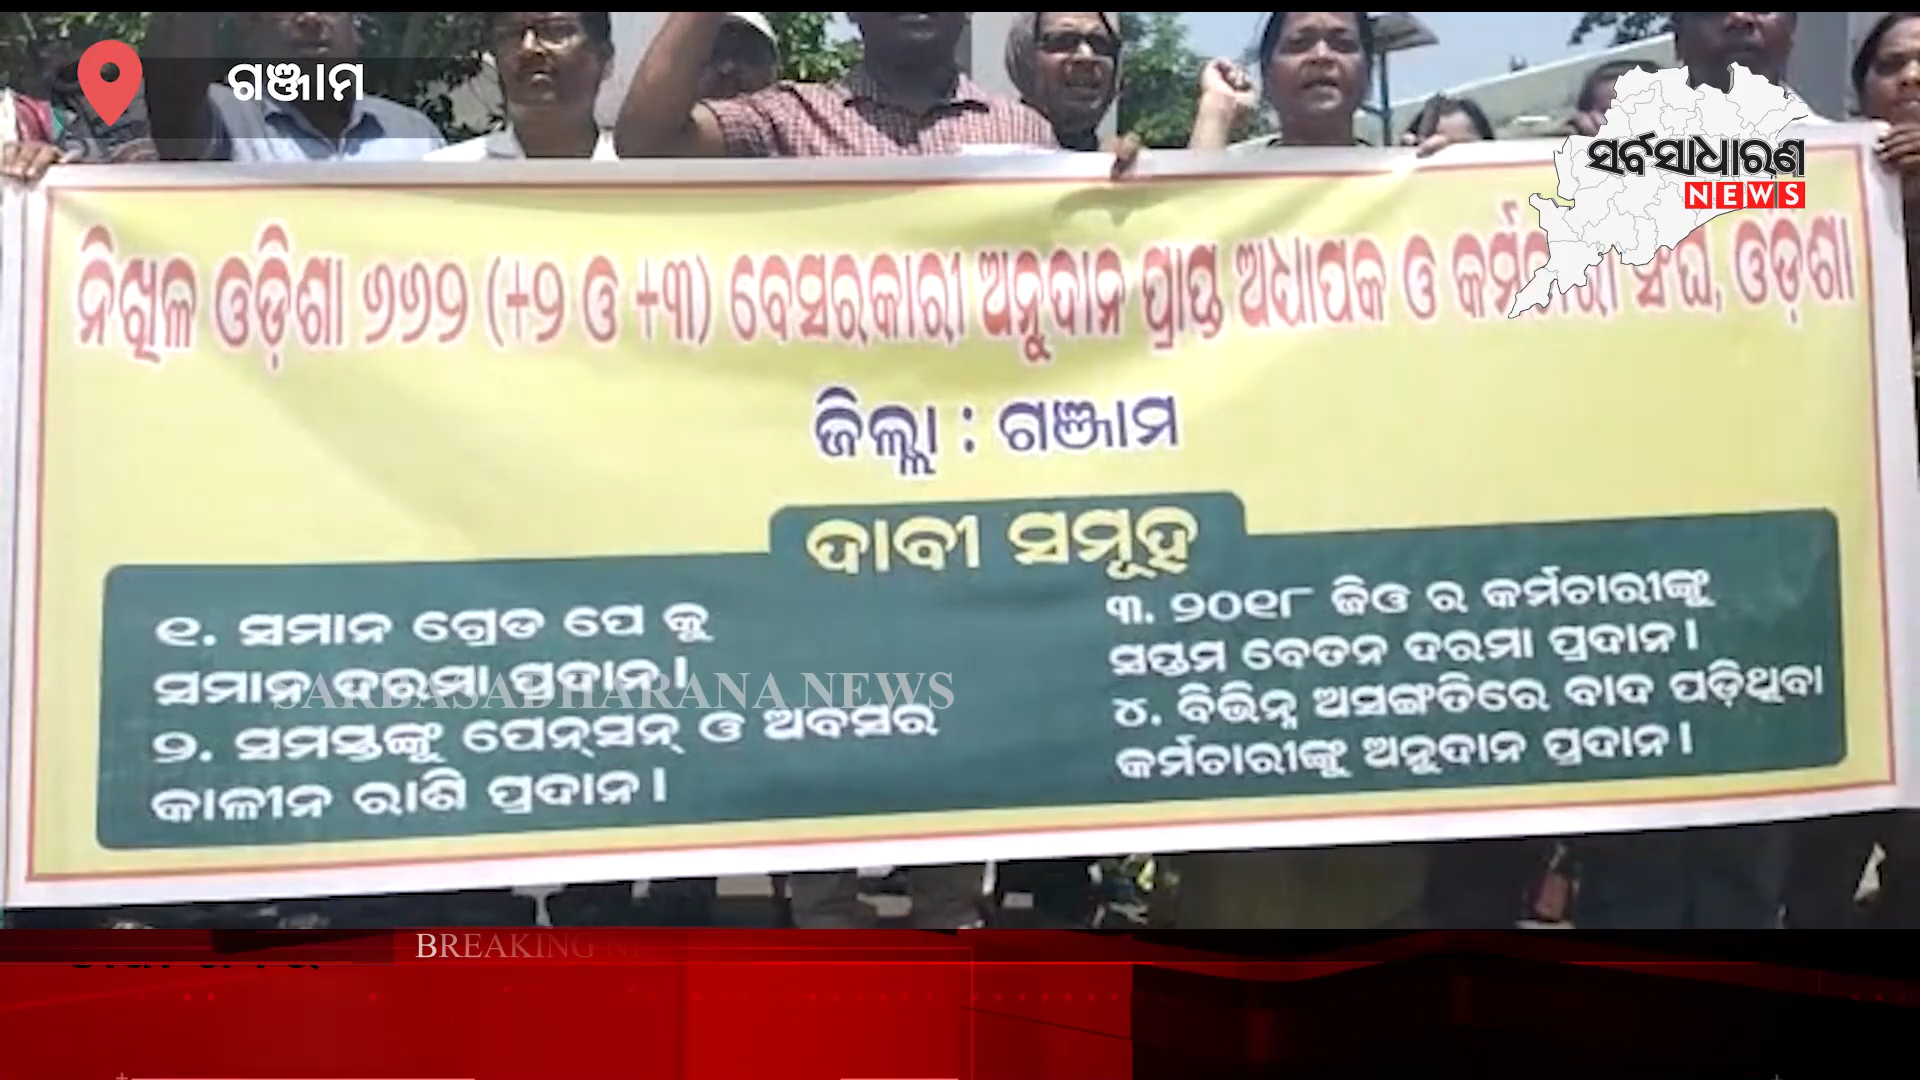 ଗଞ୍ଜାମ
ସର୍ବସାଧାରଣ
NEWS
ନିଖିଳ ଓଡ଼ିଶା ୬୬୨ (+୨ ଓ +୩) ବେସରକାରୀ ଅନୁଦାନ ପ୍ରାପ୍ତ ଅଧ୍ୟାପକ ଓ କର୍ମଚାରୀ ସଂଘ, ଓଡ଼ିଶା
ଜିଲ୍ଲା : ଗଞ୍ଜାମ
ଦାବୀ ସମୂହ
୧. ସମାନ ଗ୍ରେଡ ପେ କୁ
ସମାନ ଦରମା ପ୍ରଦାନ।
୨. ସମସ୍ତଙ୍କୁ ପେନ୍‌ସନ୍ ଓ ଅବସର
କାଳୀନ ରାଶି ପ୍ରଦାନ।
୩. ୨୦୧୮ ଜିଓ ର କର୍ମଚାରୀଙ୍କୁ
ସପ୍ତମ ବେତନ ଦରମା ପ୍ରଦାନ।
୪. ବିଭିନ୍ନ ଅସଙ୍ଗତିରେ ବାଦ ପଡ଼ିଥିବା
କର୍ମଚାରୀଙ୍କୁ ଅନୁଦାନ ପ୍ରଦାନ।
SARBASADHARANA NEWS
BREAKING